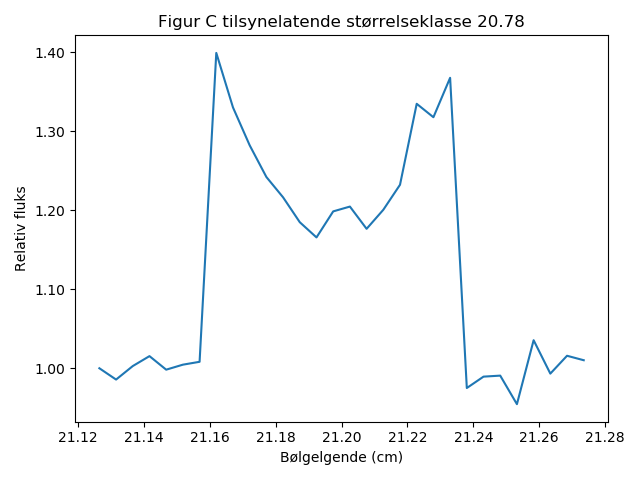 Figur C tilsynelatende størrelseklasse 20.78
Relativ fluks
1.40
1.30
1.20
1.10
1.00
21.12 21.14 21.16 21.18 21.20 21.22 21.24 21.26 21.28
Bølgelgende (cm)